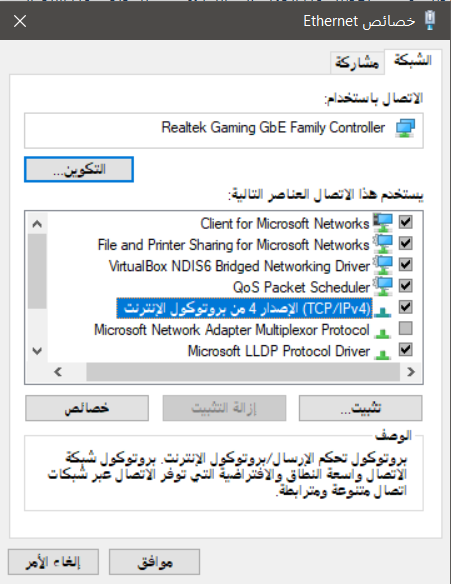 خصائص Ethernet
الشبكة
مشاركة
الاتصال باستخدام:
Realtek Gaming GbE Family Controller
التكوين...
يستخدم هذا الاتصال العناصر التالية:
Client for Microsoft Networks
File and Printer Sharing for Microsoft Networks
VirtualBox NDIS6 Bridged Networking Driver
QoS Packet Scheduler
الإصدار 4 من بروتوكول الإنترنت (TCP/IPv4)
Microsoft Network Adapter Multiplexor Protocol
Microsoft LLDP Protocol Driver
تثبيت...
إزالة التثبيت
خصائص
الوصف
بروتوكول تحكم الإرسال/بروتوكول الإنترنت. بروتوكول شبكة
الاتصال واسعة النطاق والافتراضية التي توفر الاتصال عبر شبكات
اتصال متنوعة ومترابطة.
موافق
إلغاء الأمر